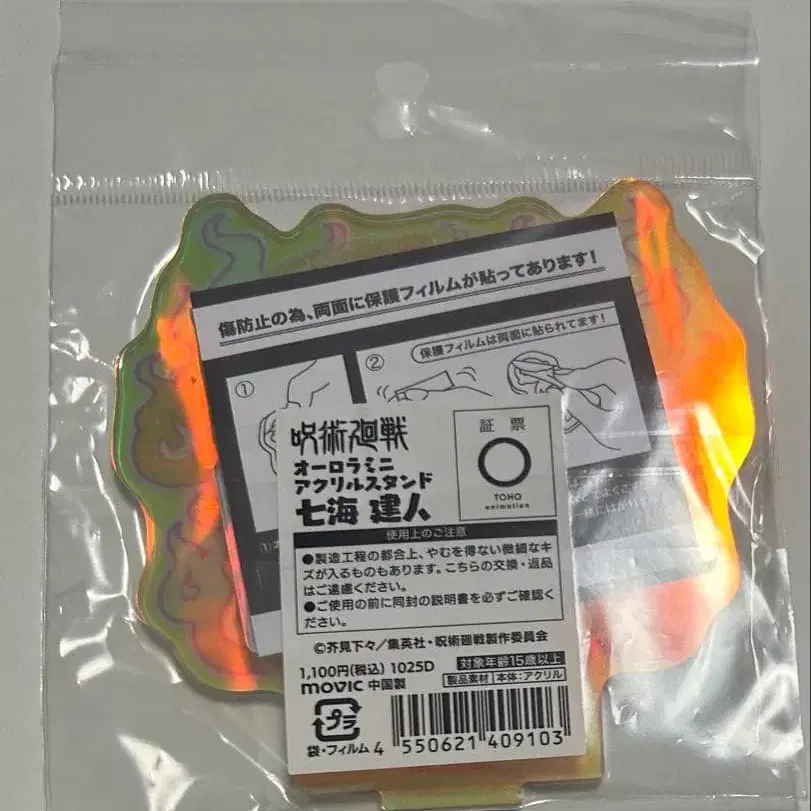 傷防止の為、両面に保護フィルムが貼ってあります！
①
②
保護フィルムは両面に貼られてます！
呪術廻戦
オーロラミニ
アクリルスタンド
七海 建人
証 票
TOHO
animation
使用上のご注意
●製造工程の都合上、やむを得ない微細なキ
ズが入るものもあります。こちらの交換・返品
はご遠慮ください。
●ご使用の前に同封の説明書を必ずご確認く
ださい。
©芥見下々／集英社・呪術廻戦製作委員会
1,100円(税込) 1025D
対象年齢15歳以上
movic 中国製
製品素材 本体：アクリル
プラ
袋・フィルム
4 550621 409103